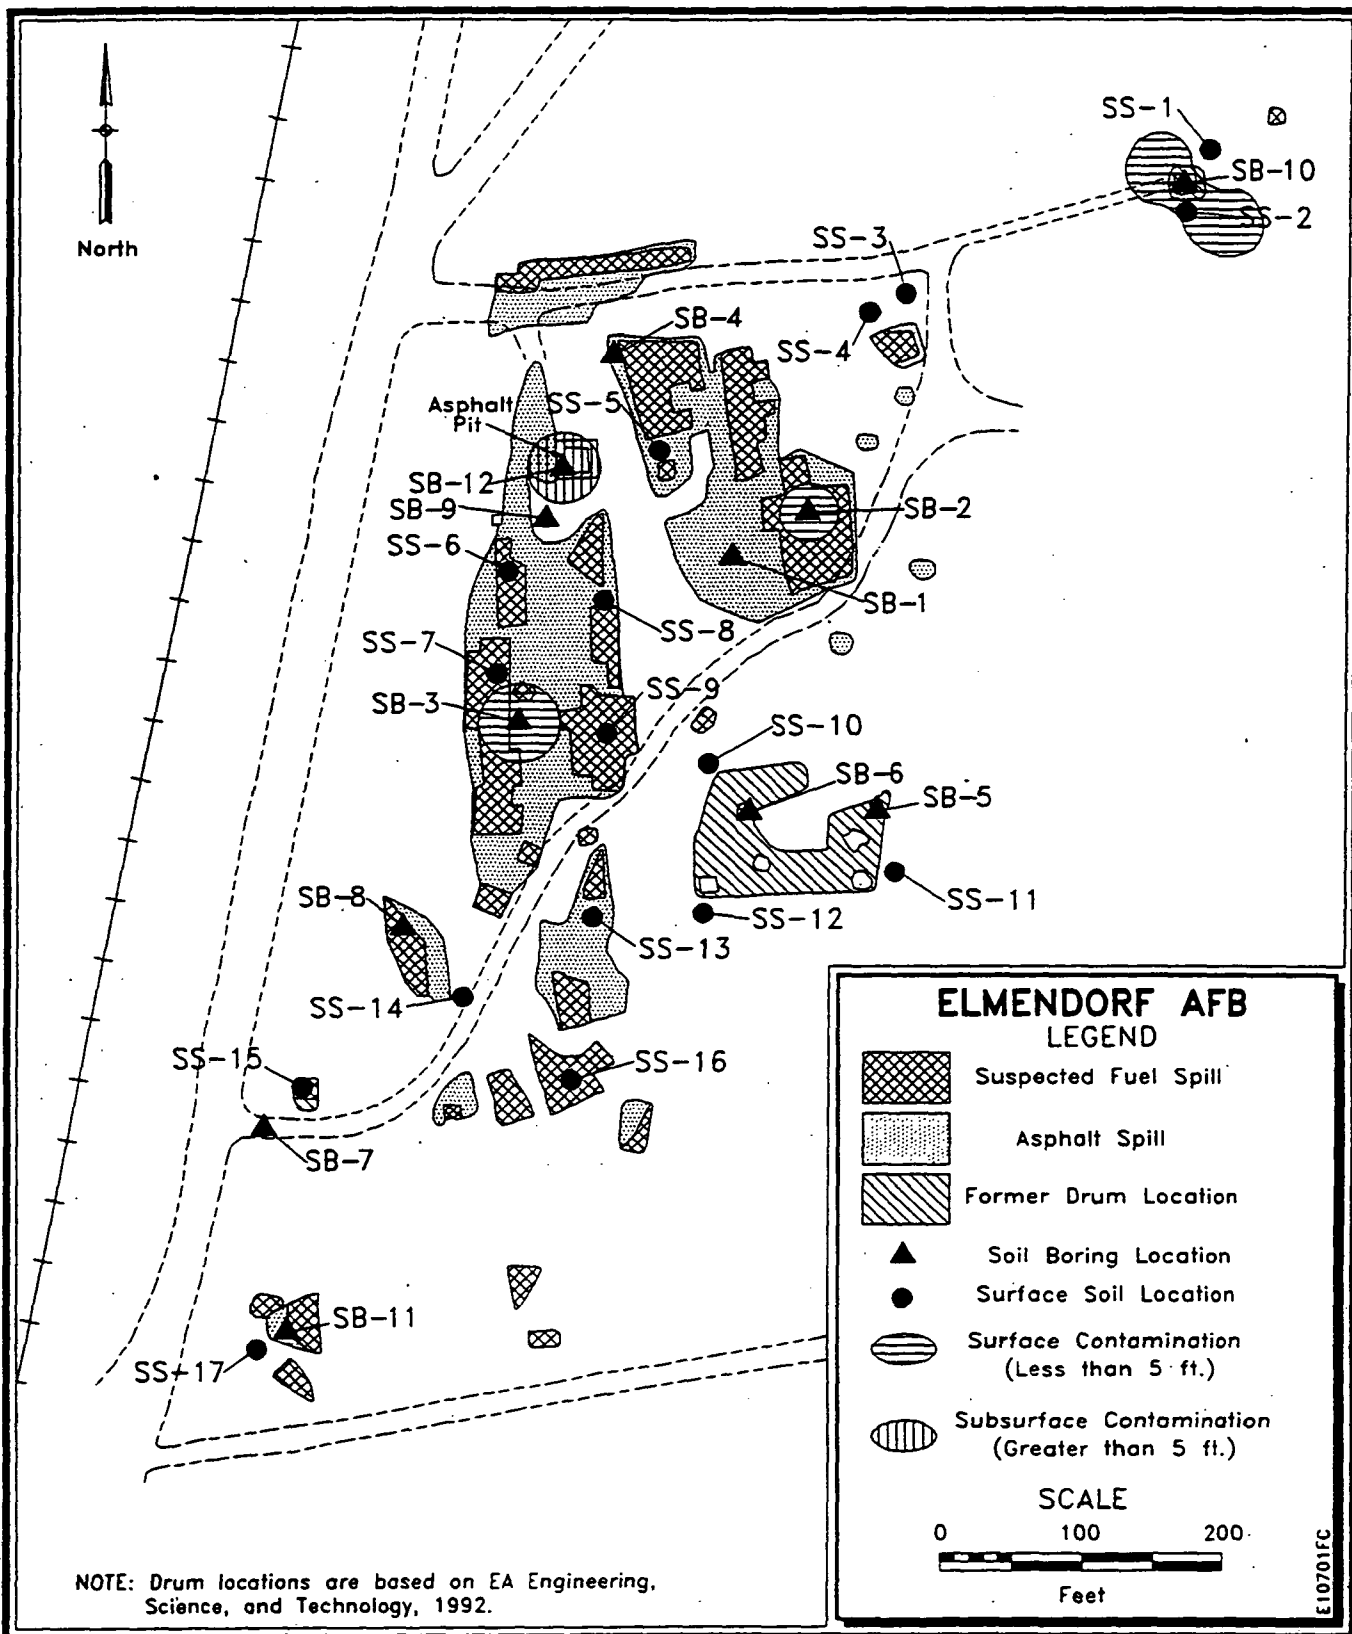 North
SS-1
SB-10
SS-2
SS-3
SB-4
SS-4
Asphalt
Pit
SS-5
SB-12
SB-9
SB-2
SS-6
SB-1
SS-8
SS-7
SS-9
SB-3
SS-10
SB-6
SB-5
SB-8
SS-11
SS-12
SS-13
SS-14
SS-15
SS-16
SB-7
SB-11
SS-17
ELMENDORF AFB
LEGEND
Suspected Fuel Spill
Asphalt Spill
Former Drum Location
Soil Boring Location
Surface Soil Location
Surface Contamination
(Less than 5 ft.)
Subsurface Contamination
(Greater than 5 ft.)
SCALE
0 100 200
Feet
E10701FC
NOTE: Drum locations are based on EA Engineering,
Science, and Technology, 1992.